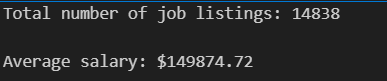 Total number of job listings: 14838
Average salary: $149874.72